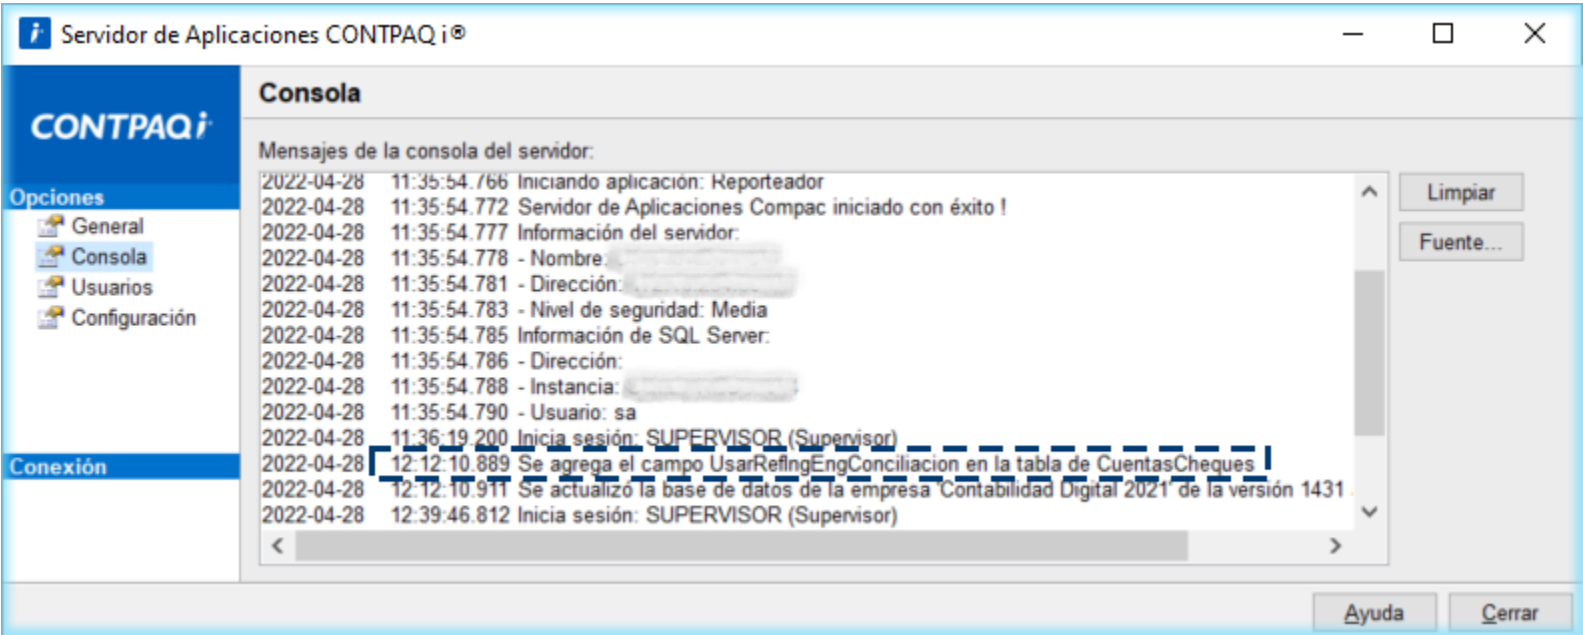 Servidor de Aplicaciones CONTPAQ i®
CONTPAQ i
Opciones
General
Consola
Usuarios
Configuración
Conexión
Consola
Mensajes de la consola del servidor:
2022-04-28 11:35:54.766 Iniciando aplicación: Reporteador
2022-04-28 11:35:54.772 Servidor de Aplicaciones Compac iniciado con éxito !
2022-04-28 11:35:54.777 Información del servidor:
2022-04-28 11:35:54.778 - Nombre:
2022-04-28 11:35:54.781 - Dirección:
2022-04-28 11:35:54.783 - Nivel de seguridad: Media
2022-04-28 11:35:54.785 Información de SQL Server:
2022-04-28 11:35:54.786 - Dirección:
2022-04-28 11:35:54.788 - Instancia:
2022-04-28 11:35:54.790 - Usuario: sa
2022-04-28 11:36:19.200 Inicia sesión: SUPERVISOR (Supervisor)
2022-04-28 12:12:10.889 Se agrega el campo UsarRefIngEngConciliacion en la tabla de CuentasCheques
2022-04-28 12:12:10.911 Se actualizó la base de datos de la empresa 'Contabilidad Digital 2021' de la versión 1431
2022-04-28 12:39:46.812 Inicia sesión: SUPERVISOR (Supervisor)
Limpiar
Fuente...
Ayuda
Cerrar